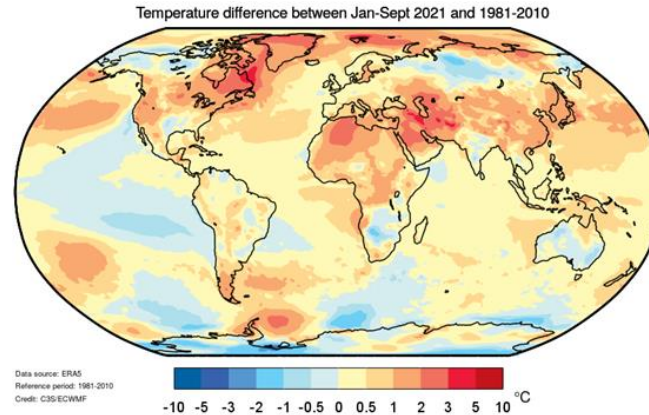 Temperature difference between Jan-Sept 2021 and 1981-2010
Data source: ERA5
Reference period: 1981-2010
Credit: C3S/ECWMF
-10 -5 -3 -2 -1 -0.5 0 0.5 1 2 3 5 10 °C